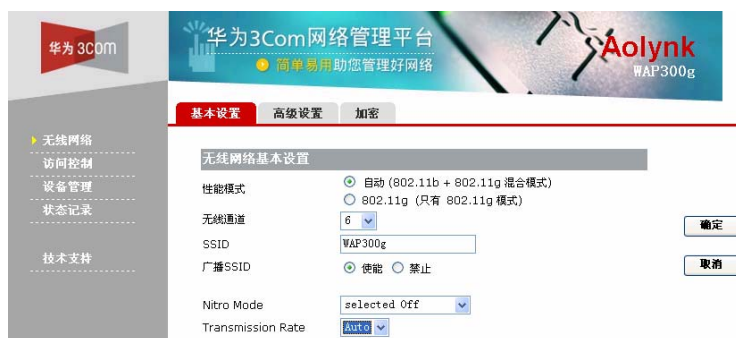 华为 3COM
华为3Com网络管理平台
简单易用助您管理好网络
Aolynk
WAP300g
基本设置 高级设置 加密
无线网络
访问控制
设备管理
状态记录
技术支持
无线网络基本设置
性能模式
自动 (802.11b + 802.11g 混合模式)
802.11g (只有 802.11g 模式)
无线通道 6
SSID WAP300g
广播SSID 使能 禁止
Nitro Mode selected Off
Transmission Rate Auto
确定
取消